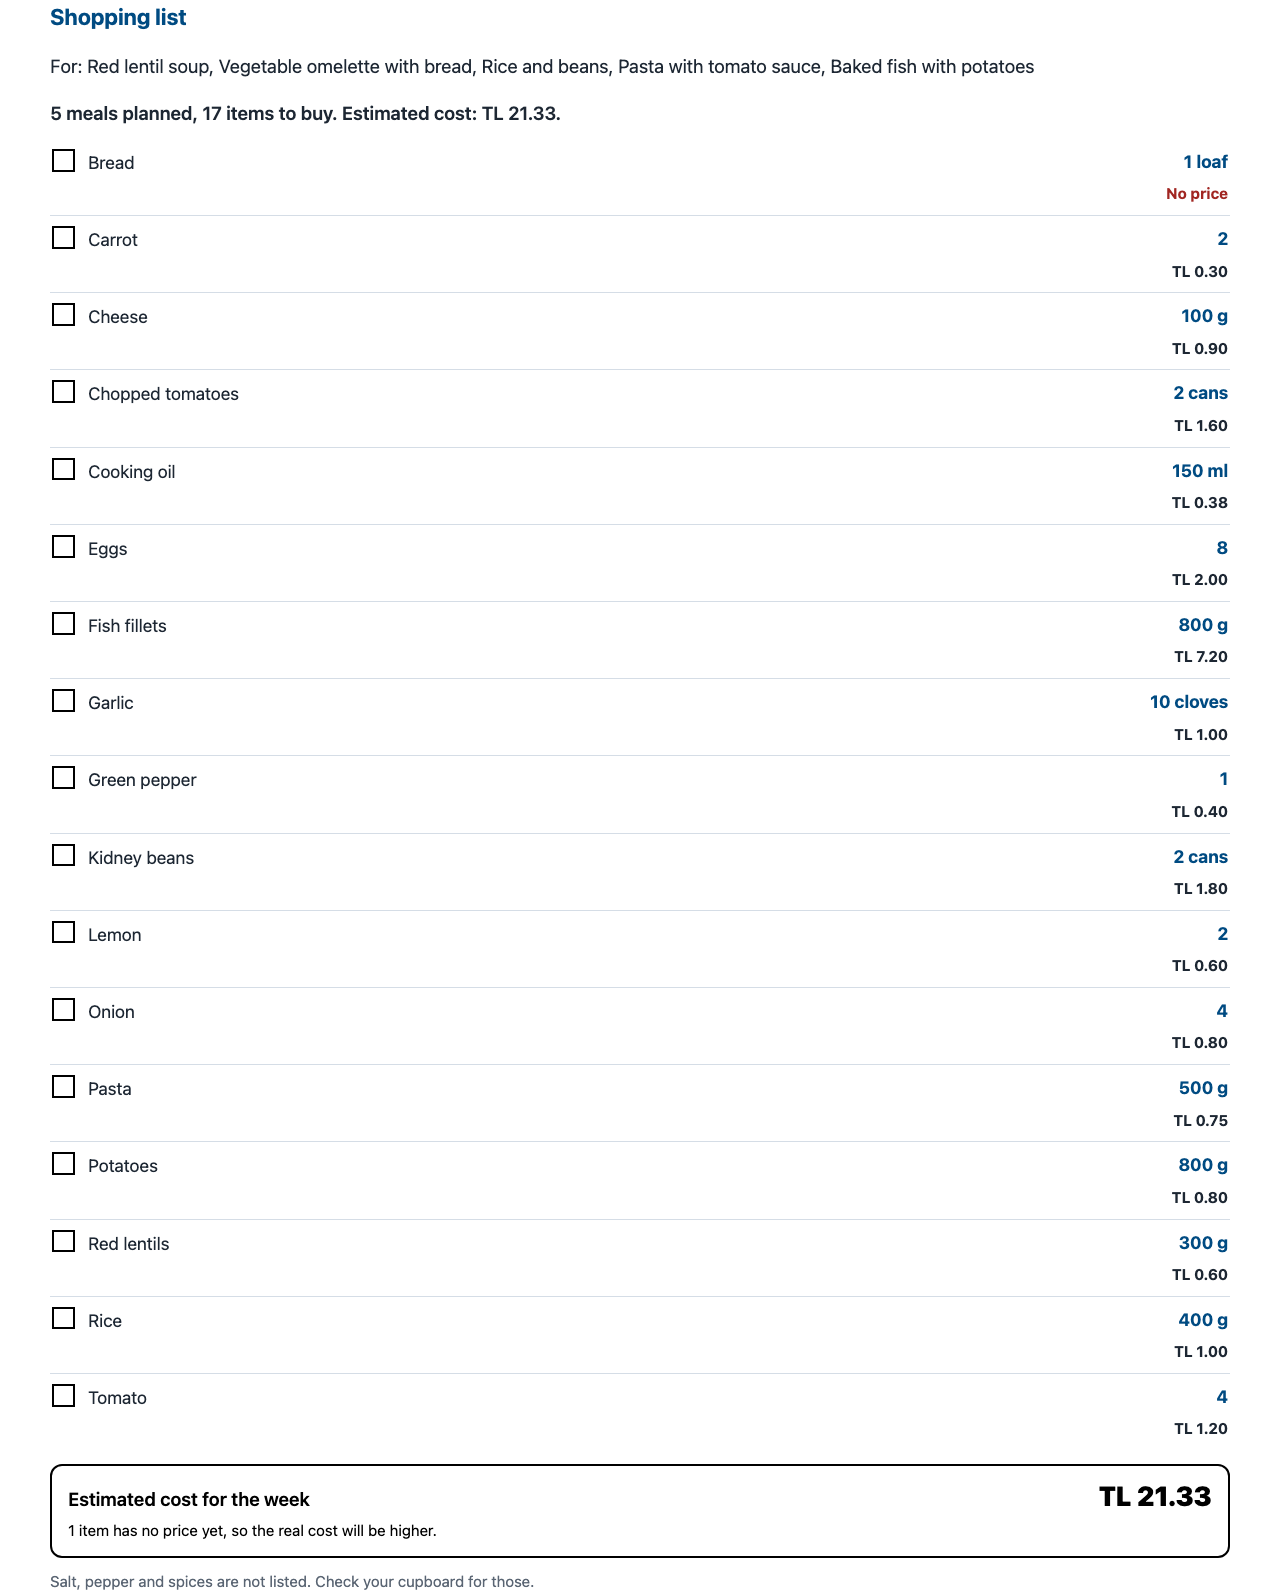 Shopping list
For: Red lentil soup, Vegetable omelette with bread, Rice and beans, Pasta with tomato sauce, Baked fish with potatoes
5 meals planned, 17 items to buy. Estimated cost: TL 21.33.
Bread
1 loaf
No price
Carrot
2
TL 0.30
Cheese
100 g
TL 0.90
Chopped tomatoes
2 cans
TL 1.60
Cooking oil
150 ml
TL 0.38
Eggs
8
TL 2.00
Fish fillets
800 g
TL 7.20
Garlic
10 cloves
TL 1.00
Green pepper
1
TL 0.40
Kidney beans
2 cans
TL 1.80
Lemon
2
TL 0.60
Onion
4
TL 0.80
Pasta
500 g
TL 0.75
Potatoes
800 g
TL 0.80
Red lentils
300 g
TL 0.60
Rice
400 g
TL 1.00
Tomato
4
TL 1.20
Estimated cost for the week
TL 21.33
1 item has no price yet, so the real cost will be higher.
Salt, pepper and spices are not listed. Check your cupboard for those.